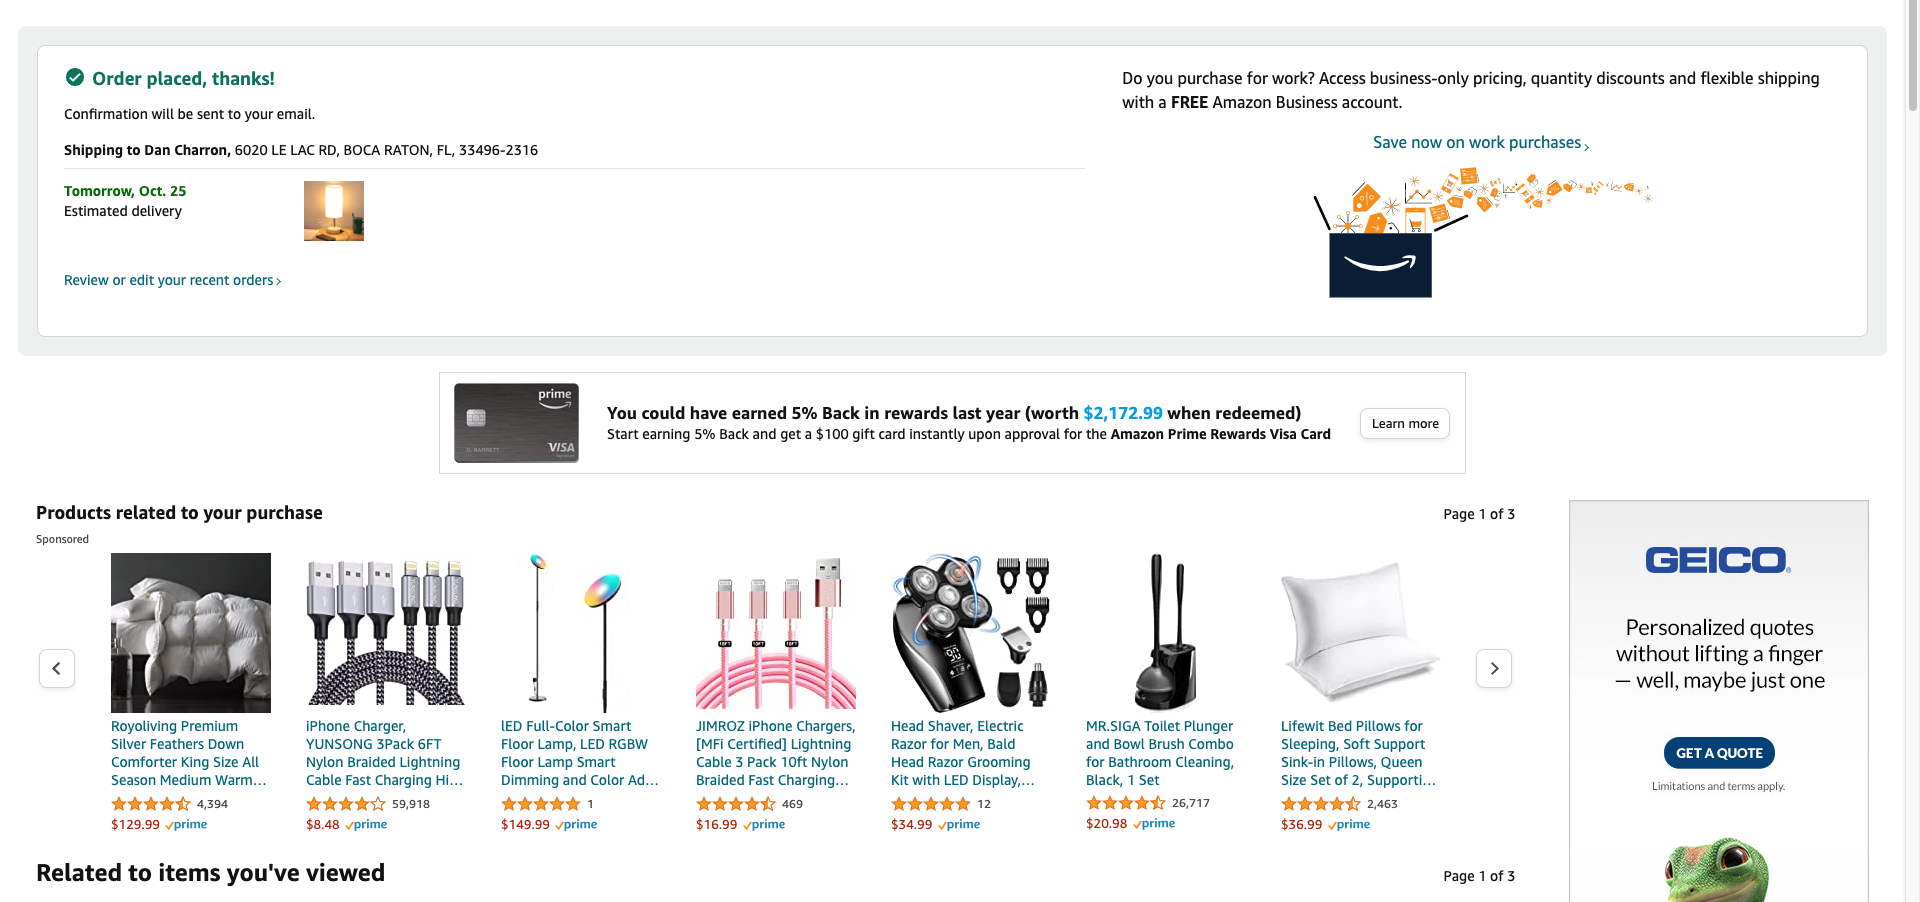 Order placed, thanks!
Confirmation will be sent to your email.
Shipping to Dan Charron, 6020 LE LAC RD, BOCA RATON, FL, 33496-2316
Tomorrow, Oct. 25
Estimated delivery
Review or edit your recent orders ›
Do you purchase for work? Access business-only pricing, quantity discounts and flexible shipping
with a FREE Amazon Business account.
Save now on work purchases ›
prime
VISA
D. BARRETT
You could have earned 5% Back in rewards last year (worth $2,172.99 when redeemed)
Start earning 5% Back and get a $100 gift card instantly upon approval for the Amazon Prime Rewards Visa Card
Learn more
Products related to your purchase
Page 1 of 3
Sponsored
Royoliving Premium
Silver Feathers Down
Comforter King Size All
Season Medium Warm...
4,394
$129.99 prime
iPhone Charger,
YUNSONG 3Pack 6FT
Nylon Braided Lightning
Cable Fast Charging Hi...
59,918
$8.48 prime
lED Full-Color Smart
Floor Lamp, LED RGBW
Floor Lamp Smart
Dimming and Color Ad...
1
$149.99 prime
JIMROZ iPhone Chargers,
[MFi Certified] Lightning
Cable 3 Pack 10ft Nylon
Braided Fast Charging...
469
$16.99 prime
Head Shaver, Electric
Razor for Men, Bald
Head Razor Grooming
Kit with LED Display,...
12
$34.99 prime
MR.SIGA Toilet Plunger
and Bowl Brush Combo
for Bathroom Cleaning,
Black, 1 Set
26,717
$20.98 prime
Lifewit Bed Pillows for
Sleeping, Soft Support
Sink-in Pillows, Queen
Size Set of 2, Supporti...
2,463
$36.99 prime
Related to items you've viewed
Page 1 of 3
GEICO
Personalized quotes
without lifting a finger
— well, maybe just one
GET A QUOTE
Limitations and terms apply.